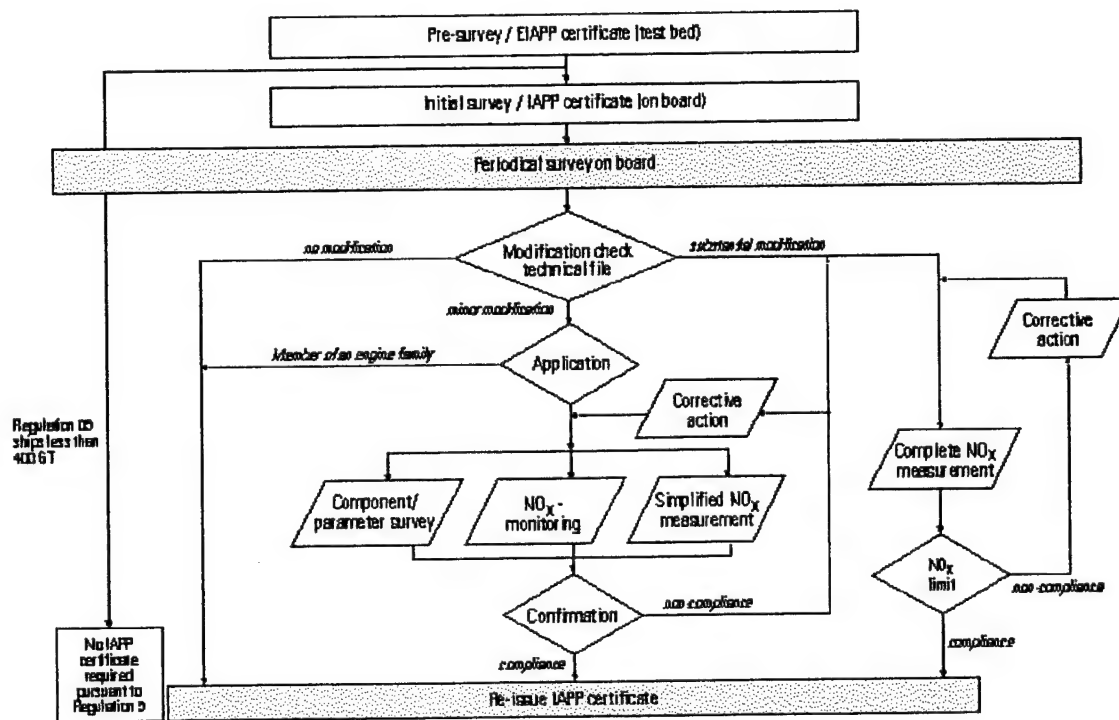 Pre-survey / EIAPP certificate (test bed)
Initial survey / IAPP certificate (on board)
Periodical survey on board
no modification
Modification check
technical file
substantial modification
minor modification
Corrective
action
Member of an engine family
Application
Corrective
action
Regulation
ships less than
400 GT
Complete NOx
measurement
Component/
parameter survey
NOx -
monitoring
Simplified NOx
measurement
NOx
limit
non-compliance
Confirmation
non-compliance
compliance
compliance
No IAPP
certificate
required
pursuant to
Regulation 5
Re-issue IAPP certificate